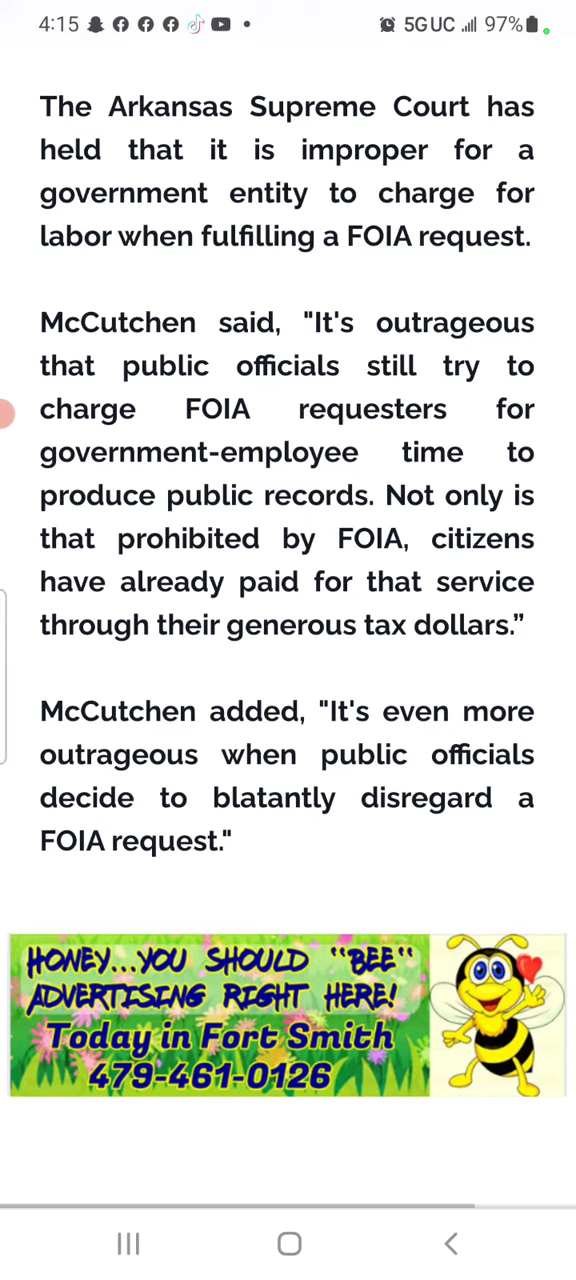 4:15
5G UC 97%
The Arkansas Supreme Court has
held that it is improper for a
government entity to charge for
labor when fulfilling a FOIA request.
McCutchen said, "It's outrageous
that public officials still try to
charge FOIA requesters for
government-employee time to
produce public records. Not only is
that prohibited by FOIA, citizens
have already paid for that service
through their generous tax dollars.”
McCutchen added, "It's even more
outrageous when public officials
decide to blatantly disregard a
FOIA request."
HONEY...YOU SHOULD "BEE"
ADVERTISING RIGHT HERE!
Today in Fort Smith
479-461-0126